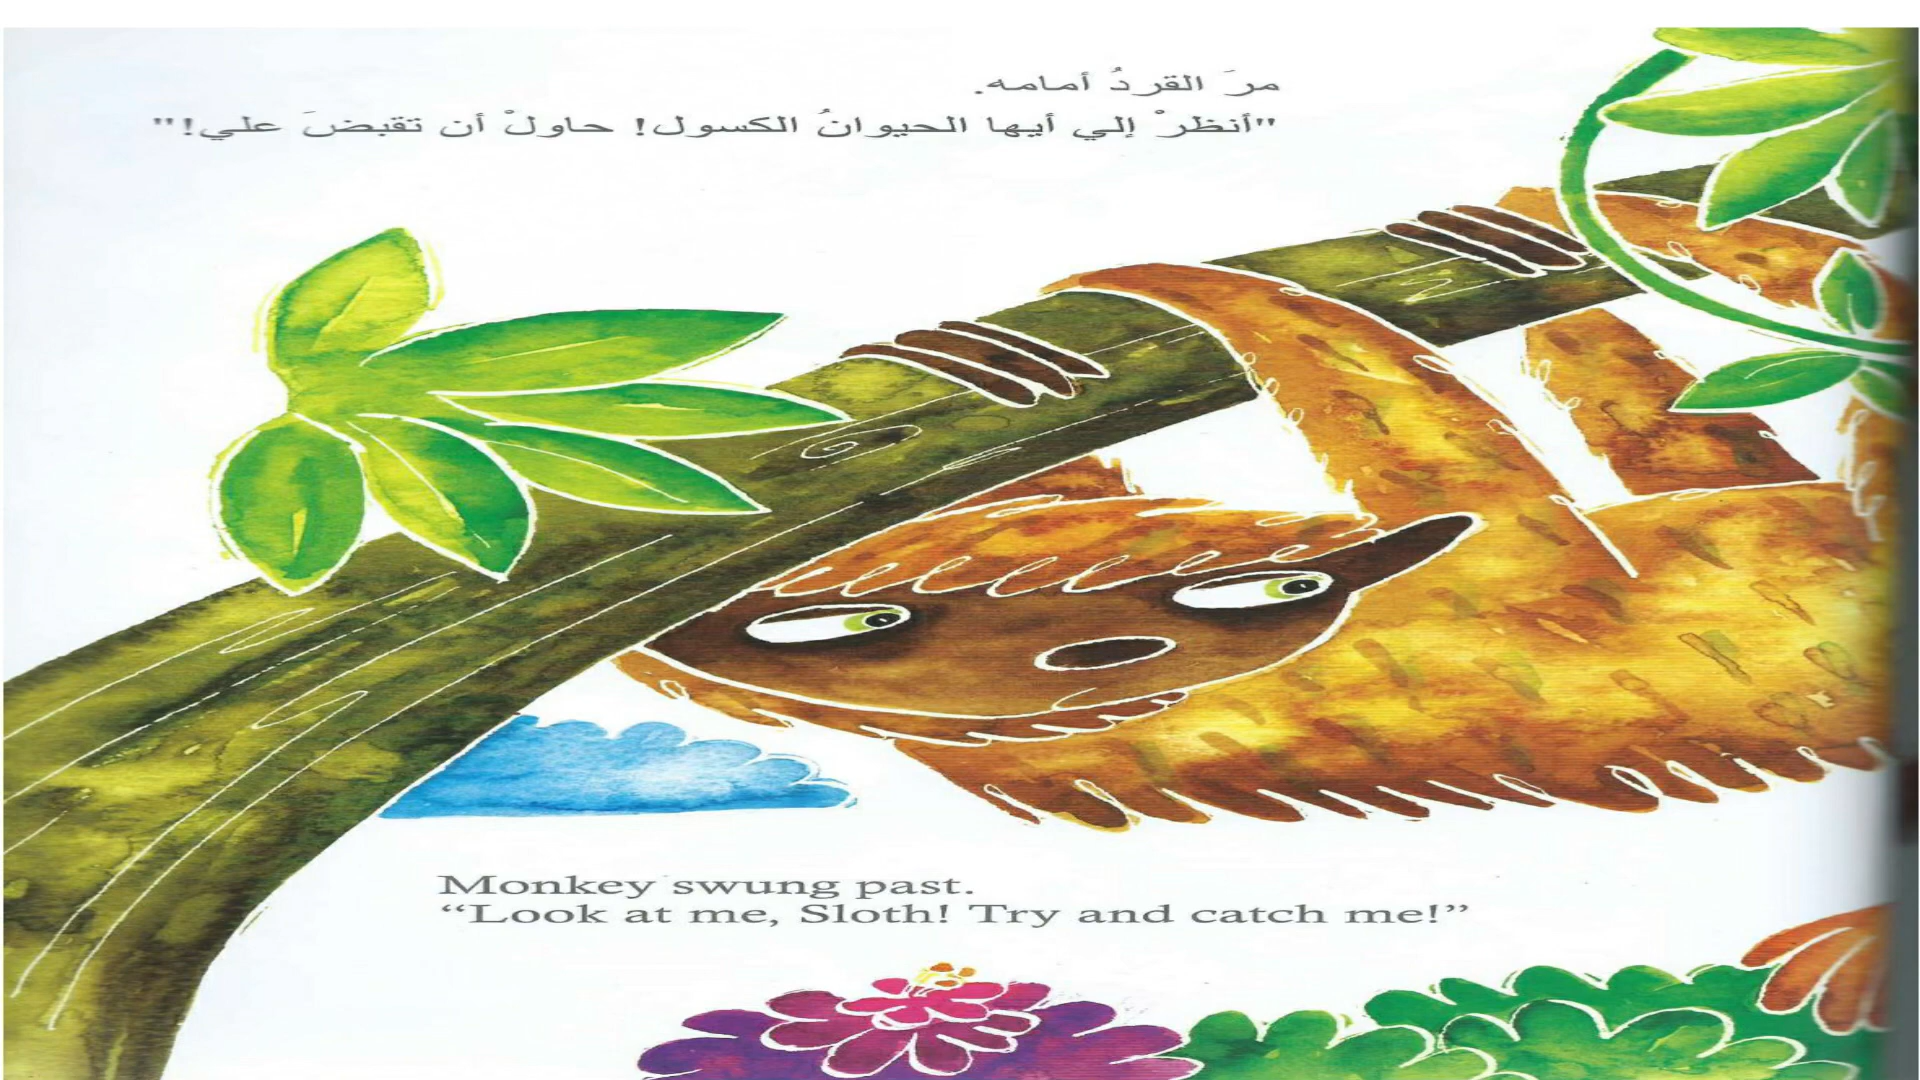 مرَ القردُ أمامه.
"أنظرْ إلي أيها الحيوانُ الكسول! حاولْ أن تقبضَ علي!"
Monkey swung past.
“Look at me, Sloth! Try and catch me!”